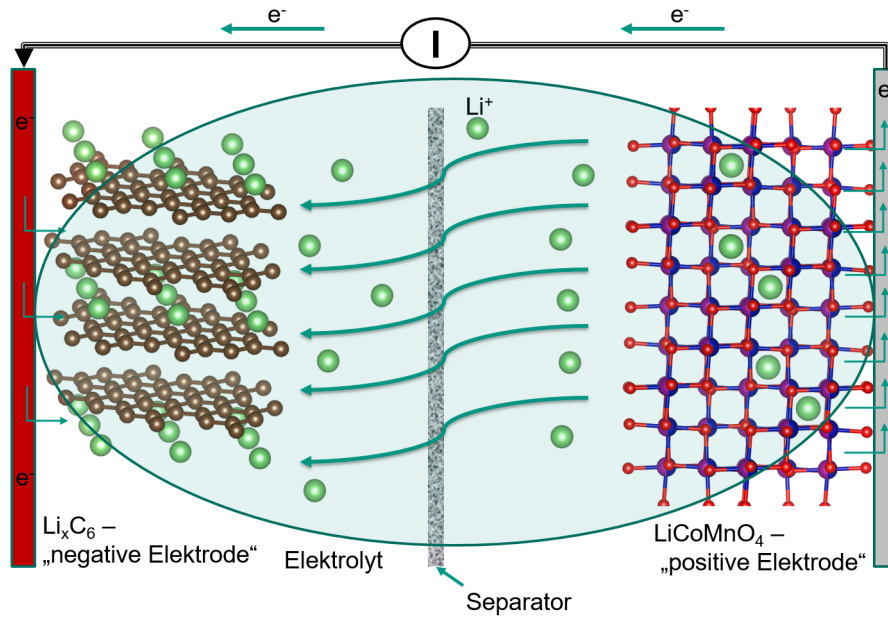 e⁻
e⁻
I
e⁻
e
Li⁺
e⁻
LiₓC₆ –
„negative Elektrode“
Elektrolyt
LiCoMnO₄ –
„positive Elektrode“
Separator